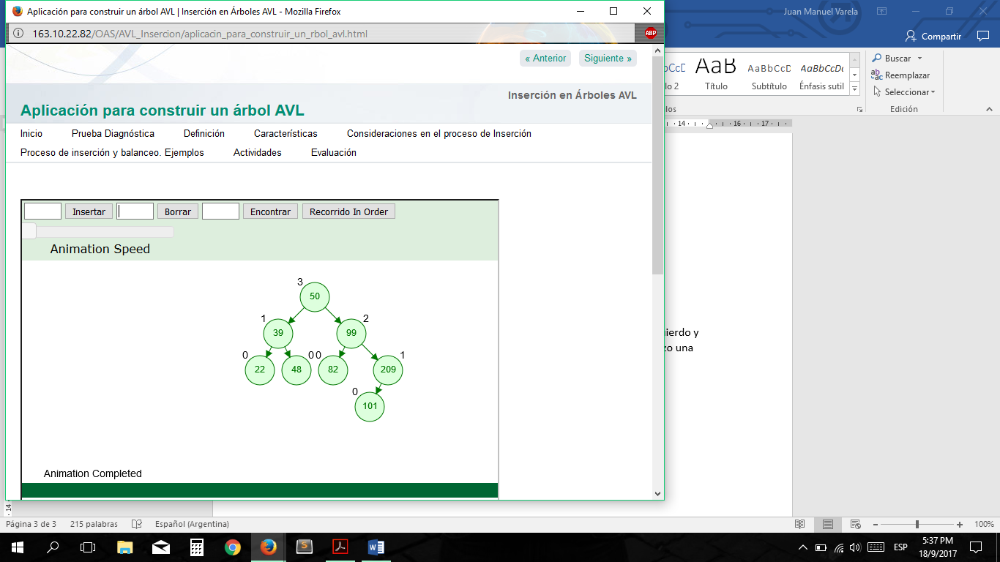 Aplicación para construir un árbol AVL | Inserción en Árboles AVL - Mozilla Firefox
163.10.22.82/OAS/AVL_Insercion/aplicacin_para_construir_un_rbol_avl.html
ABP
« Anterior
Siguiente »
Inserción en Árboles AVL
Aplicación para construir un árbol AVL
Inicio
Prueba Diagnóstica
Definición
Características
Consideraciones en el proceso de Inserción
Proceso de inserción y balanceo. Ejemplos
Actividades
Evaluación
Insertar
Borrar
Encontrar
Recorrido In Order
Animation Speed
3
50
1
39
2
99
0
22
0
48
0
82
1
209
0
101
Animation Completed
Juan Manuel Varela
Compartir
AaB
AaBbCcD
AaBbCcDc
lo 2
Título
Subtítulo
Énfasis sutil
los
Buscar
Reemplazar
Seleccionar
Edición
14 16 17
uierdo y
zo una
14
Página 3 de 3
215 palabras
Español (Argentina)
100%
ESP
5:37 PM
18/9/2017